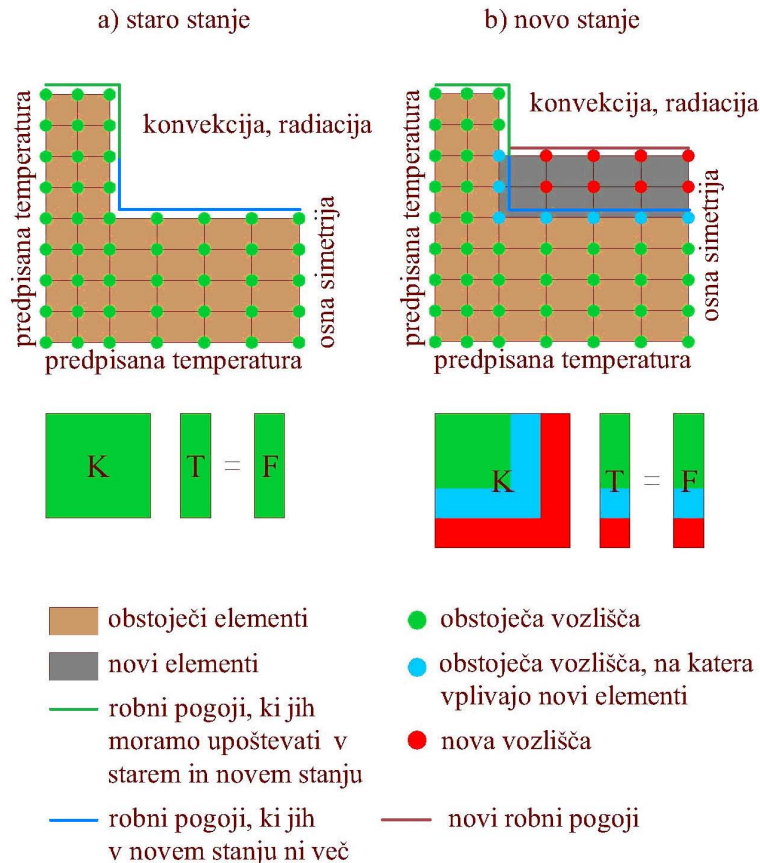 a) staro stanje
b) novo stanje
predpisana temperatura
konvekcija, radiacija
osna simetrija
predpisana temperatura
predpisana temperatura
konvekcija, radiacija
osna simetrija
predpisana temperatura
K T = F
K T = F
obstoječi elementi
novi elementi
robni pogoji, ki jih
moramo upoštevati v
starem in novem stanju
robni pogoji, ki jih
v novem stanju ni več
obstoječa vozlišča
obstoječa vozlišča, na katera
vplivajo novi elementi
nova vozlišča
novi robni pogoji